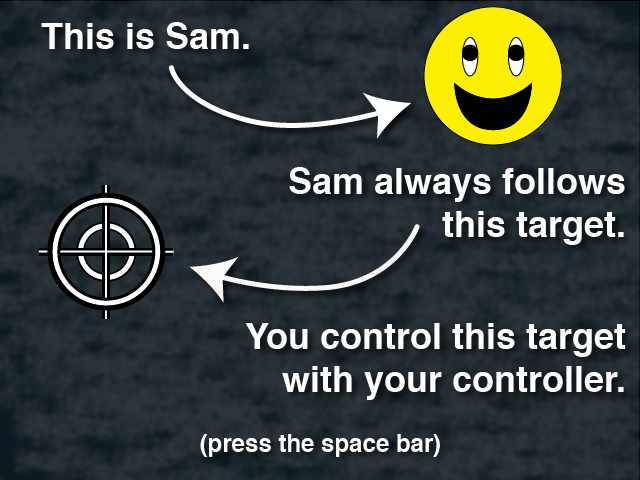 This is Sam.
Sam always follows
this target.
You control this target
with your controller.
(press the space bar)